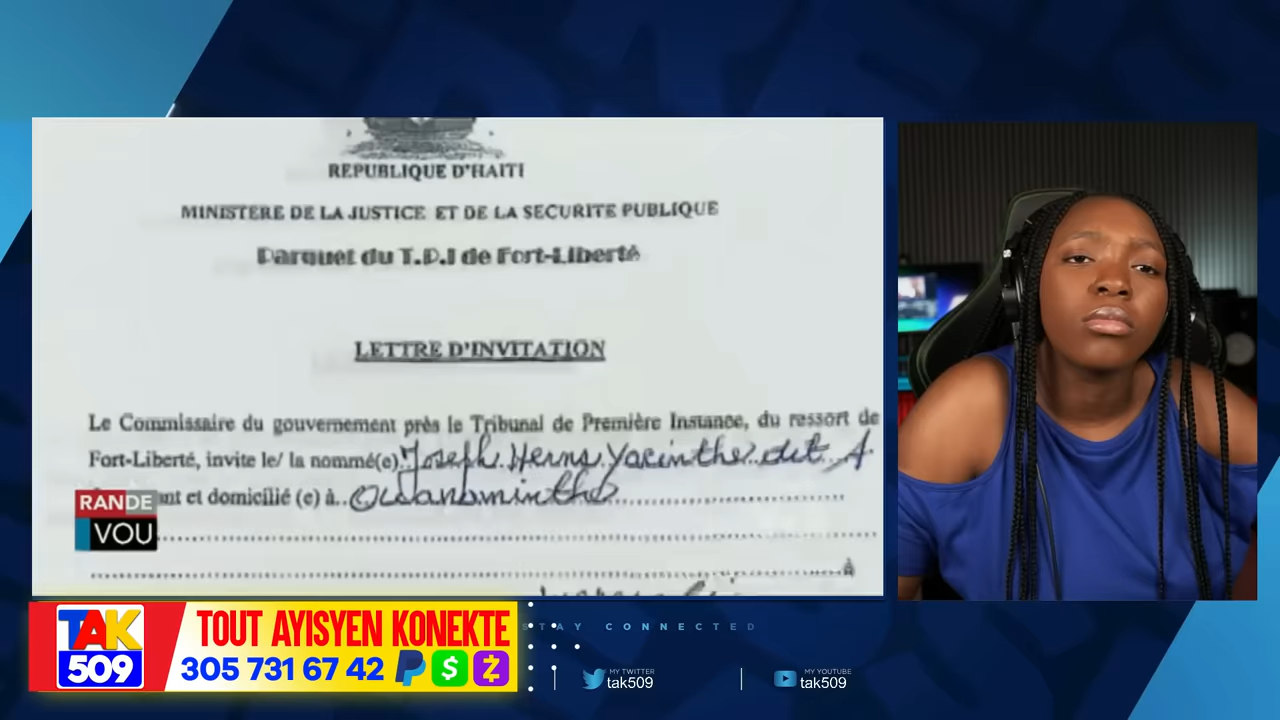 REPUBLIQUE D'HAITI
MINISTERE DE LA JUSTICE ET DE LA SECURITE PUBLIQUE
Parquet du T.P.I de Fort-Liberté
LETTRE D'INVITATION
Le Commissaire du gouvernement près le Tribunal de Première Instance, du ressort de
Fort-Liberté, invite le/ la nommé(e) Joseph Herns Yacinthe dit A
ant et domicilié (e) à.. Ouanaminthe
à
RANDE
VOU
TAK
509
TOUT AYISYEN KONEKTE
305 731 67 42
STAY CONNECTED
MY TWITTER
tak509
MY YOUTUBE
tak509